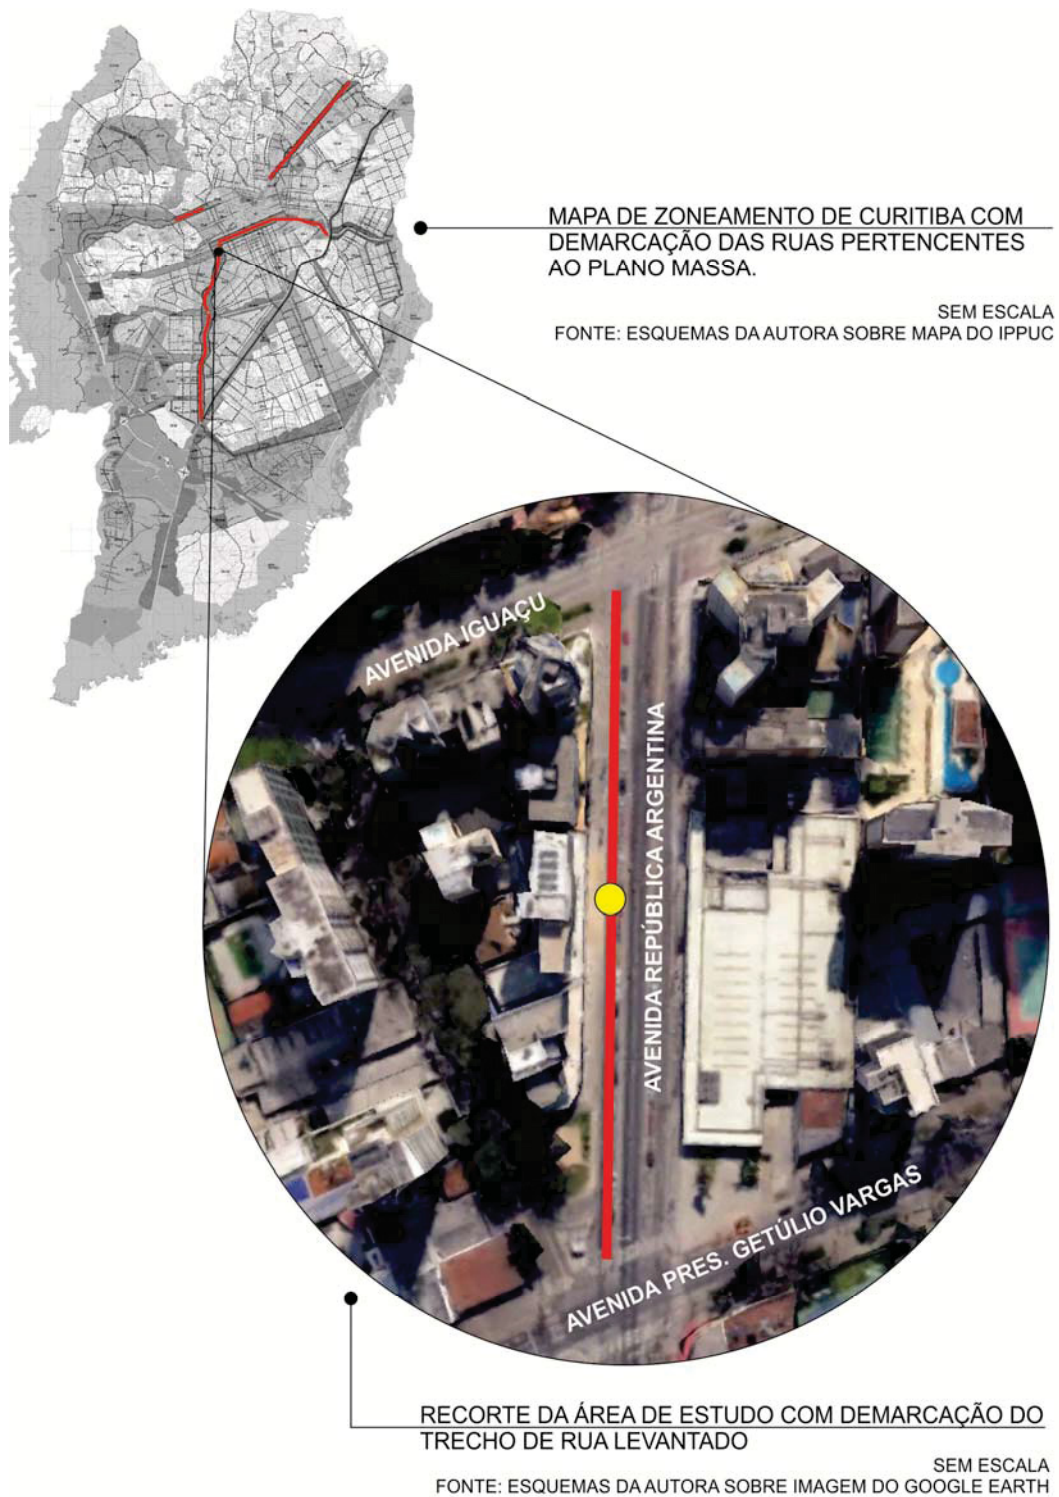 MAPA DE ZONEAMENTO DE CURITIBA COM
DEMARCAÇÃO DAS RUAS PERTENCENTES
AO PLANO MASSA.
SEM ESCALA
FONTE: ESQUEMAS DA AUTORA SOBRE MAPA DO IPPUC
AVENIDA IGUAÇU
AVENIDA REPÚBLICA ARGENTINA
AVENIDA PRES. GETÚLIO VARGAS
RECORTE DA ÁREA DE ESTUDO COM DEMARCAÇÃO DO
TRECHO DE RUA LEVANTADO
SEM ESCALA
FONTE: ESQUEMAS DA AUTORA SOBRE IMAGEM DO GOOGLE EARTH